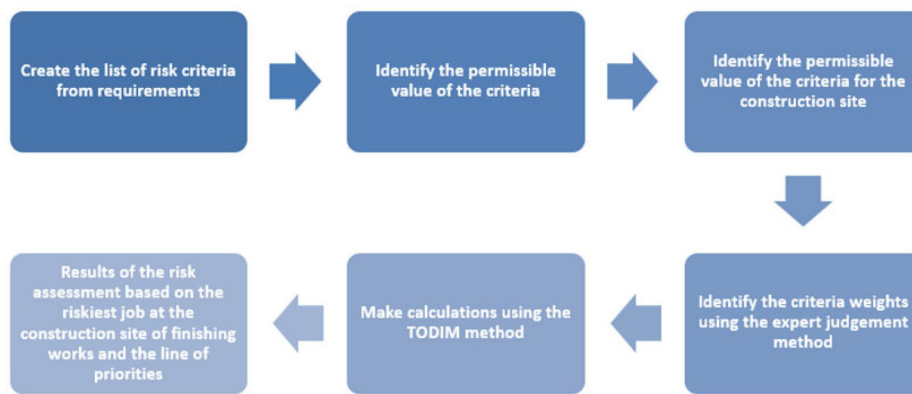 Create the list of risk criteria
from requirements
Identify the permissible
value of the criteria
Identify the permissible
value of the criteria for the
construction site
Identify the criteria weights
using the expert judgement
method
Make calculations using the
TODIM method
Results of the risk
assessment based on the
riskiest job at the
construction site of finishing
works and the line of
priorities